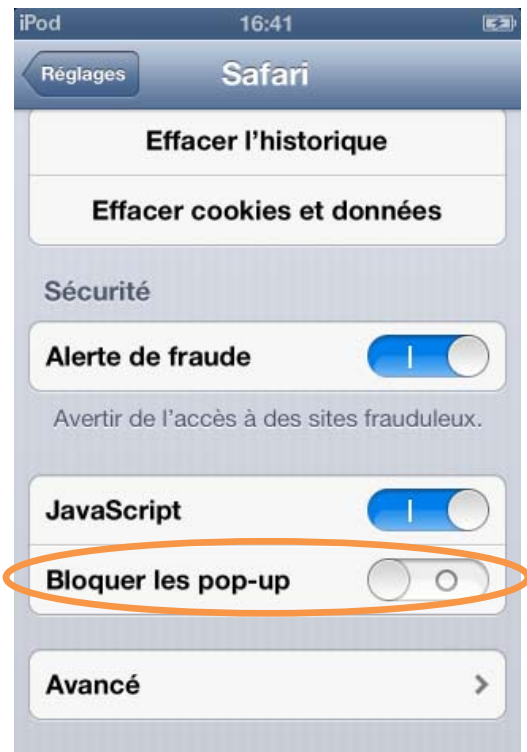 iPod 16:41
Réglages Safari
Effacer l'historique
Effacer cookies et données
Sécurité
Alerte de fraude
Avertir de l'accès à des sites frauduleux.
JavaScript
Bloquer les pop-up
Avancé